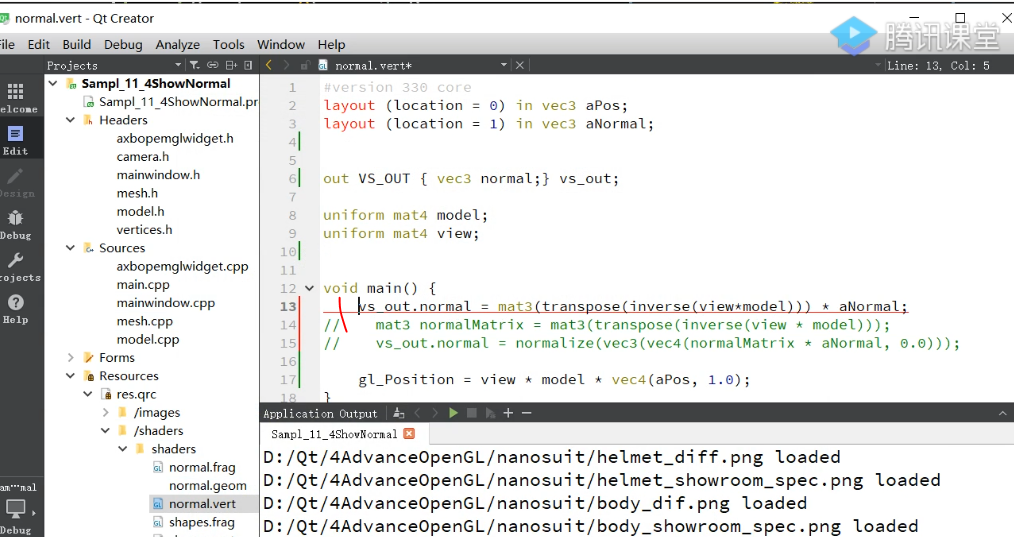 normal.vert - Qt Creator
File Edit Build Debug Analyze Tools Window Help
腾讯课堂
Projects
normal.vert*
Line: 13, Col: 5
elcome
Edit
Design
Debug
rojects
Help
am…mal
Debug
Sampl_11_4ShowNormal
Sampl_11_4ShowNormal.pr
Headers
axbopemglwidget.h
camera.h
mainwindow.h
mesh.h
model.h
vertices.h
Sources
axbopemglwidget.cpp
main.cpp
mainwindow.cpp
mesh.cpp
model.cpp
Forms
Resources
res.qrc
/images
/shaders
shaders
normal.frag
normal.geom
normal.vert
shapes.frag
1 #version 330 core
2 layout (location = 0) in vec3 aPos;
3 layout (location = 1) in vec3 aNormal;
4
5
6 out VS_OUT { vec3 normal;} vs_out;
7
8 uniform mat4 model;
9 uniform mat4 view;
10
11
12 void main() {
13 vs_out.normal = mat3(transpose(inverse(view*model))) * aNormal;
14 // mat3 normalMatrix = mat3(transpose(inverse(view * model)));
15 // vs_out.normal = normalize(vec3(vec4(normalMatrix * aNormal, 0.0)));
16
17 gl_Position = view * model * vec4(aPos, 1.0);
18 }
Application Output
Sampl_11_4ShowNormal
D:/Qt/4AdvanceOpenGL/nanosuit/helmet_diff.png loaded
D:/Qt/4AdvanceOpenGL/nanosuit/helmet_showroom_spec.png loaded
D:/Qt/4AdvanceOpenGL/nanosuit/body_dif.png loaded
D:/Qt/4AdvanceOpenGL/nanosuit/body_showroom_spec.png loaded